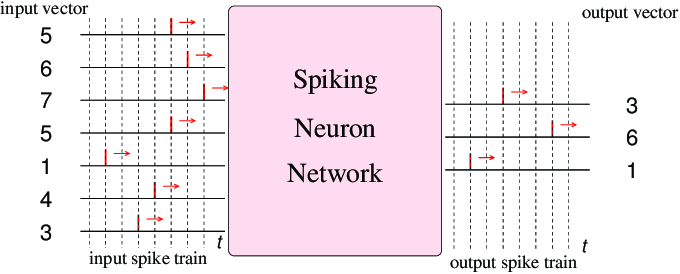 input vector
5
6
7
5
1
4
3
t
input spike train
Spiking
Neuron
Network
output vector
3
6
1
t
output spike train